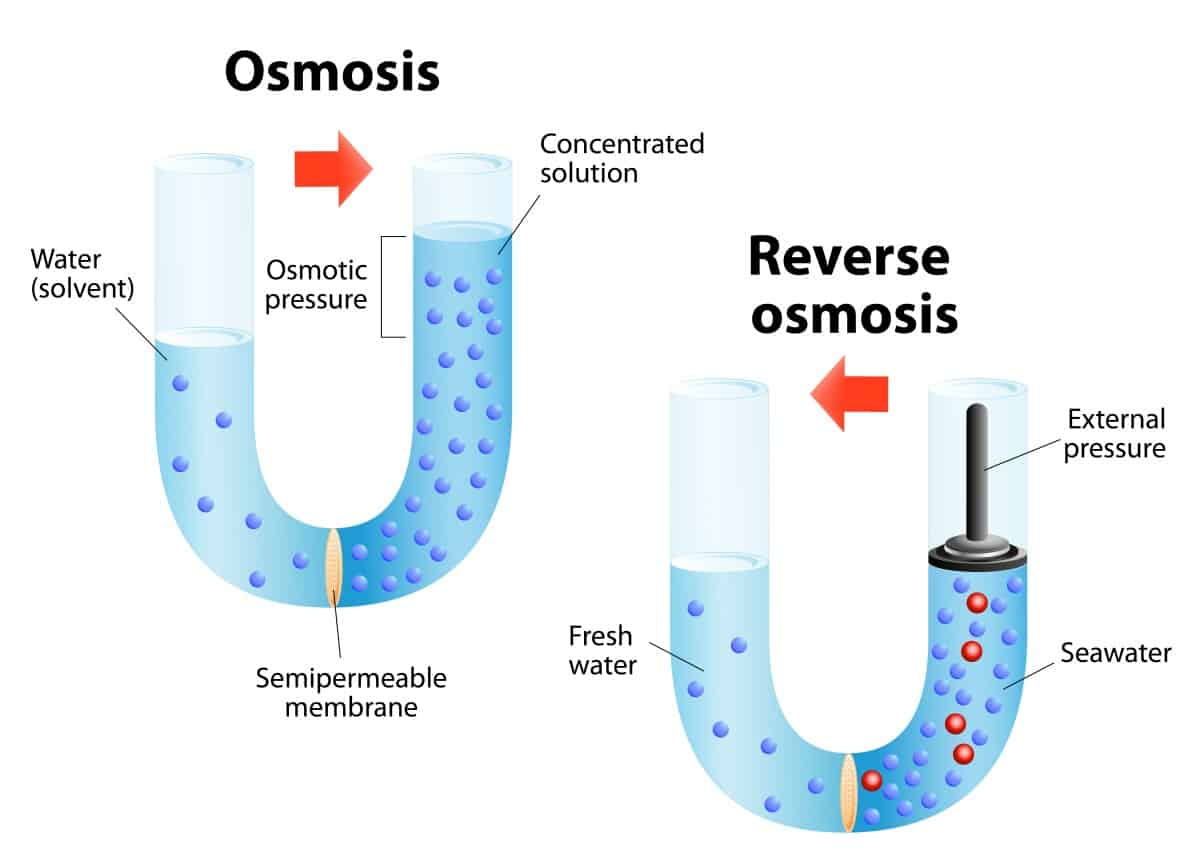 Osmosis
Concentrated
solution
Water
(solvent)
Osmotic
pressure
Semipermeable
membrane
Reverse
osmosis
External
pressure
Fresh
water
Seawater